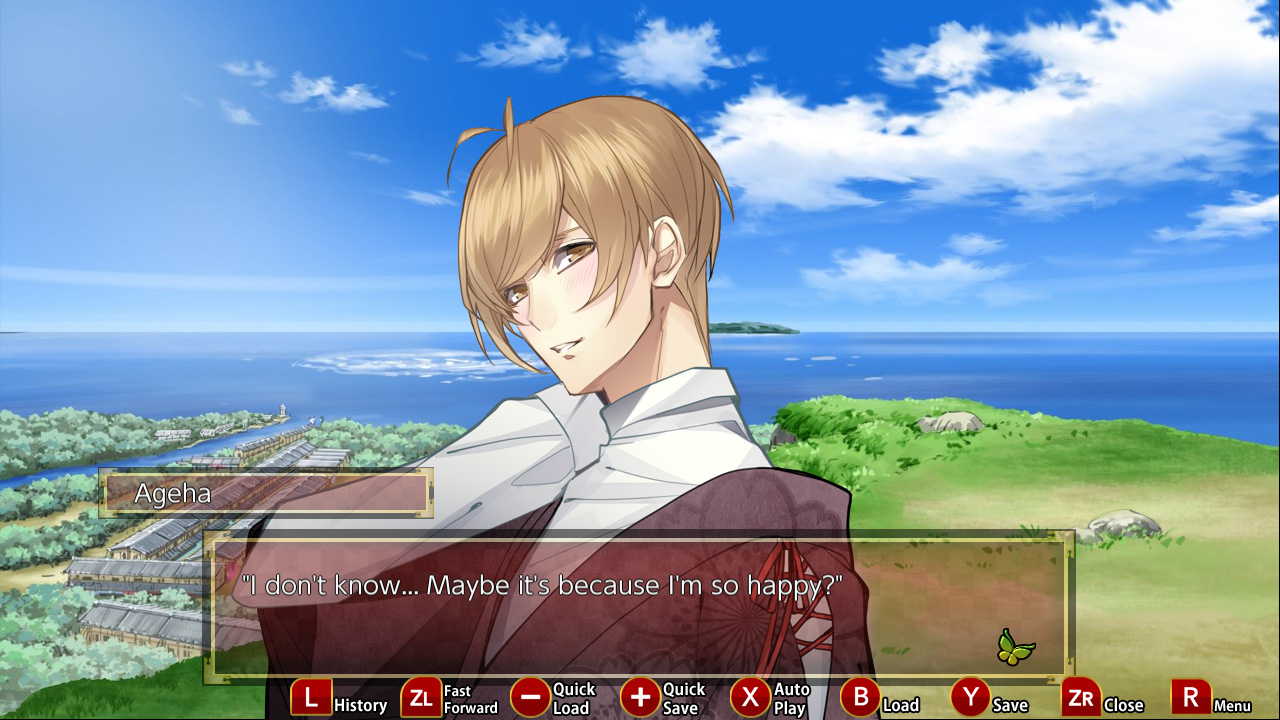 Ageha
"I don't know... Maybe it's because I'm so happy?"
L History
ZL Fast Forward
− Quick Load
+ Quick Save
X Auto Play
B Load
Y Save
ZR Close
R Menu